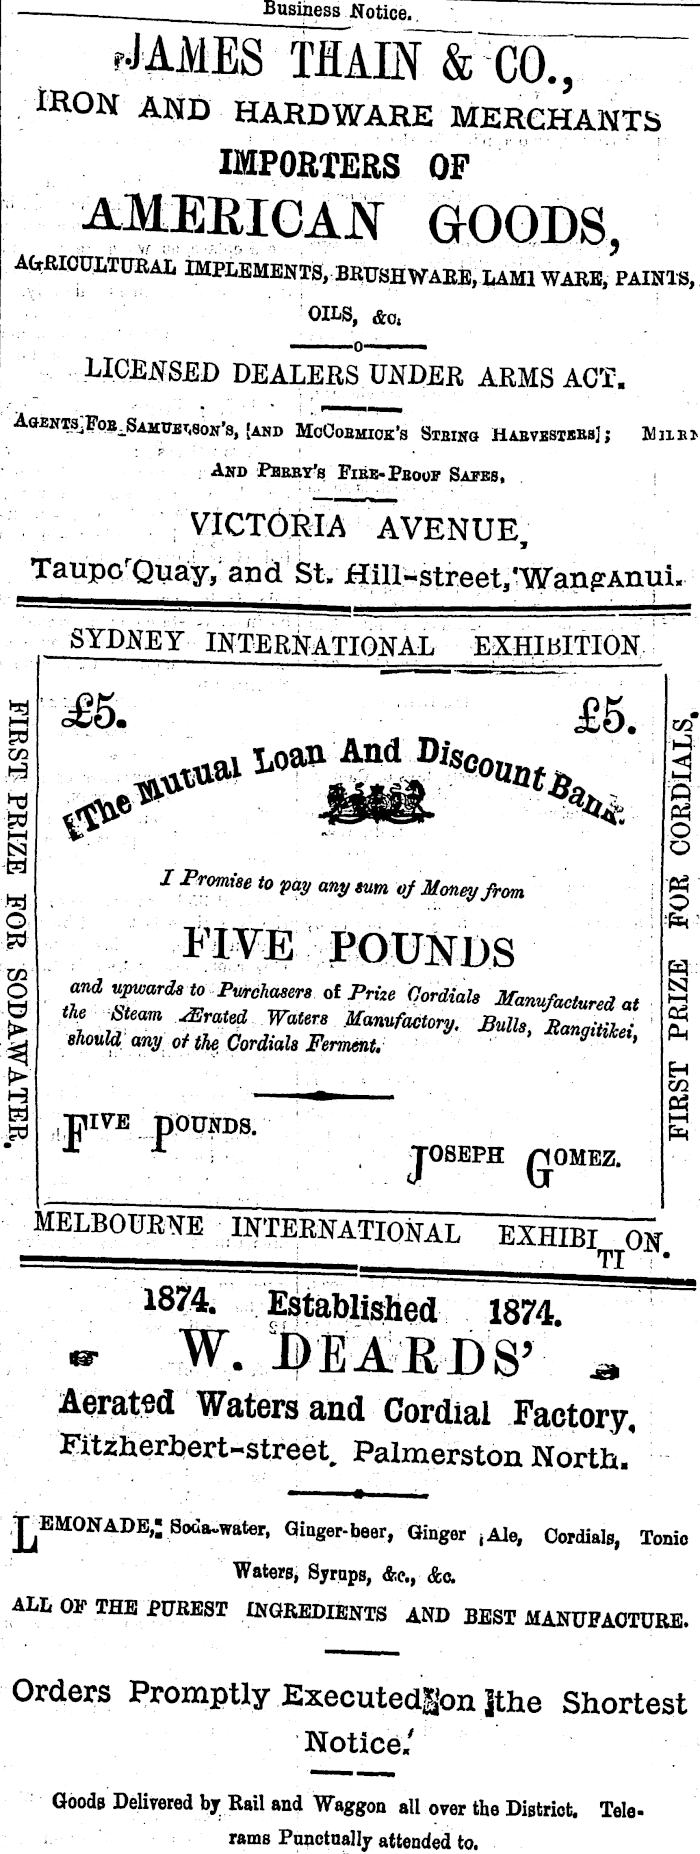 Business Notice.
JAMES THAIN & CO.,
IRON AND HARDWARE MERCHANTS
IMPORTERS OF
AMERICAN GOODS,
AGRICULTURAL IMPLEMENTS, BRUSHWARE, LAMI WARE, PAINTS,
OILS, &c.
LICENSED DEALERS UNDER ARMS ACT.
AGENTS FOR SAMUELSON'S, [AND MCCORMICK'S STRING HARVESTERS];
AND PERRY'S FIRE-PROOF SAFES.
VICTORIA AVENUE,
Taupo Quay, and St. Hill-street, WangAnui.
SYDNEY INTERNATIONAL EXHIBITION
FIRST PRIZE FOR SODAWATER.
£5. £5.
The Mutual Loan And Discount Bank.
I Promise to pay any sum of Money from
FIVE POUNDS
and upwards to Purchasers of Prize Cordials Manufactured at
the Steam Ærated Waters Manufactory. Bulls, Rangitikei,
should any of the Cordials Ferment.
FIVE POUNDS.
JOSEPH GOMEZ.
FIRST PRIZE FOR CORDIALS.
MELBOURNE INTERNATIONAL EXHIBITION.
1874. Established 1874.
W. DEARDS'
Aerated Waters and Cordial Factory,
Fitzherbert-street, Palmerston North.
LEMONADE, Soda-water, Ginger-beer, Ginger Ale, Cordials, Tonic
Waters, Syrups, &c., &c.
ALL OF THE PUREST INGREDIENTS AND BEST MANUFACTURE.
Orders Promptly Executed on the Shortest
Notice.
Goods Delivered by Rail and Waggon all over the District. Tele-
rams Punctually attended to.